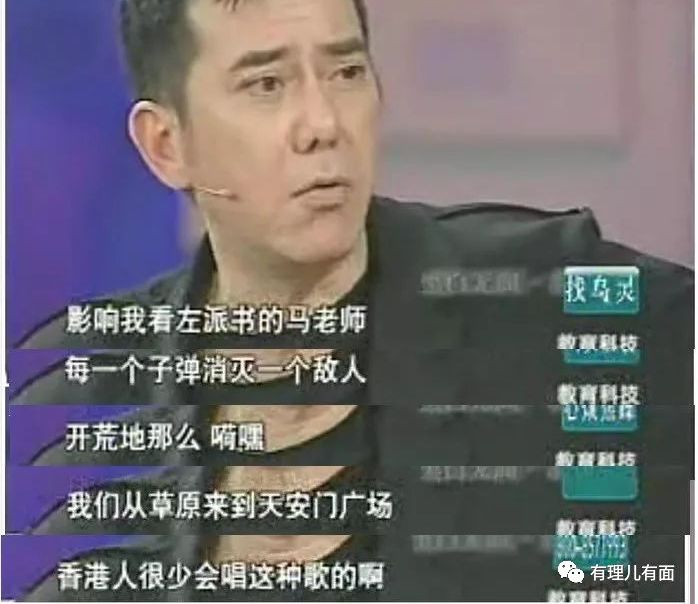 找鸟灵
影响我看左派书的马老师
教育科技
每一个子弹消灭一个敌人
教育科技
开荒地那么 嗬嘿
教育科技
我们从草原来到天安门广场
教育科技
香港人很少会唱这种歌的啊
有理儿有面